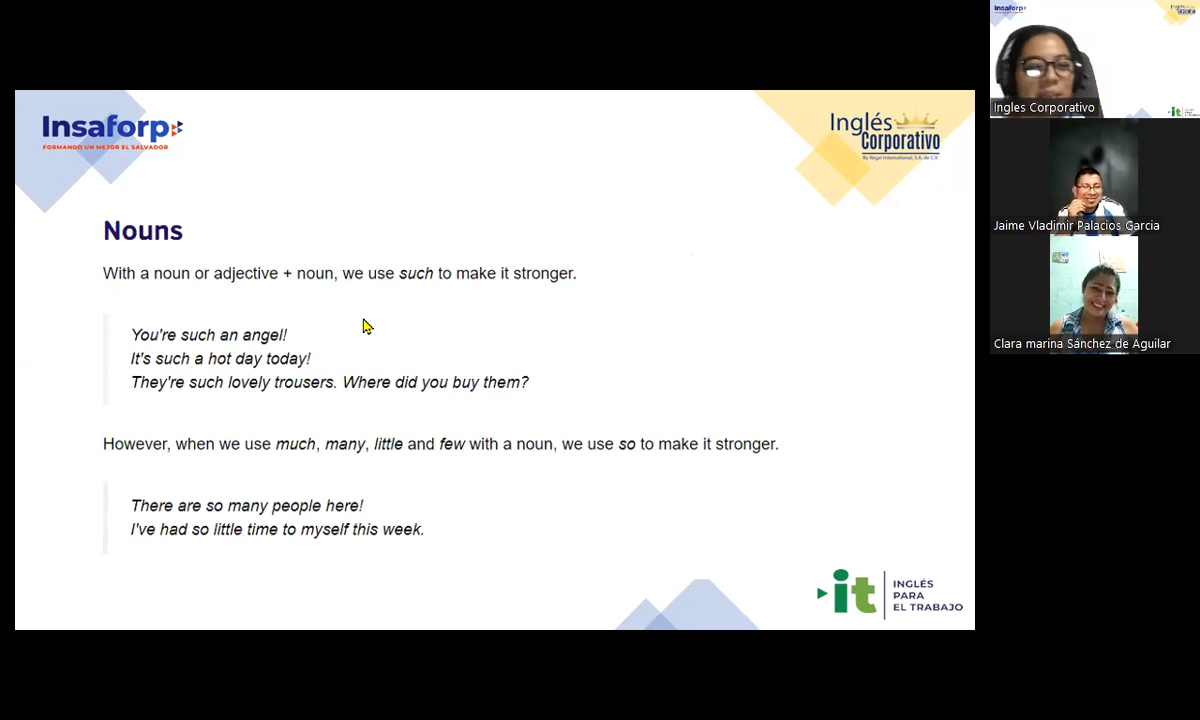 Insaforp
FORMANDO UN MEJOR EL SALVADOR
Inglés
Corporativo
By Regal International, S.A. de C.V.
Nouns
With a noun or adjective + noun, we use such to make it stronger.
You're such an angel!
It's such a hot day today!
They're such lovely trousers. Where did you buy them?
However, when we use much, many, little and few with a noun, we use so to make it stronger.
There are so many people here!
I've had so little time to myself this week.
it
INGLÉS
PARA
EL TRABAJO
Insaforp
Inglés
Corporativo
it
Ingles Corporativo
Jaime Vladimir Palacios Garcia
Clara marina Sánchez de Aguilar